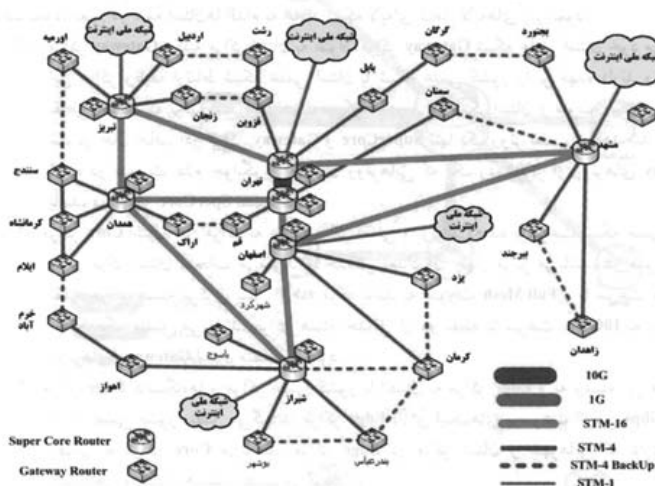 شبکه ملی اینترنت
شبکه ملی اینترنت
شبکه ملی اینترنت
اورمیه
اردبیل
رشت
گرگان
بجنورد
بابل
سمنان
تبریز
زنجان
قزوین
مشهد
تهران
سنندج
همدان
کرمانشاه
اراک
قم
شبکه ملی اینترنت
اصفهان
ایلام
بیرجند
شهرکرد
یزد
خرم آباد
یاسوج
کرمان
زاهدان
اهواز
شیراز
شبکه ملی اینترنت
بوشهر
بندرعباس
Super Core Router
Gateway Router
10G
1G
STM-16
STM-4
STM-4 BackUp
STM-1